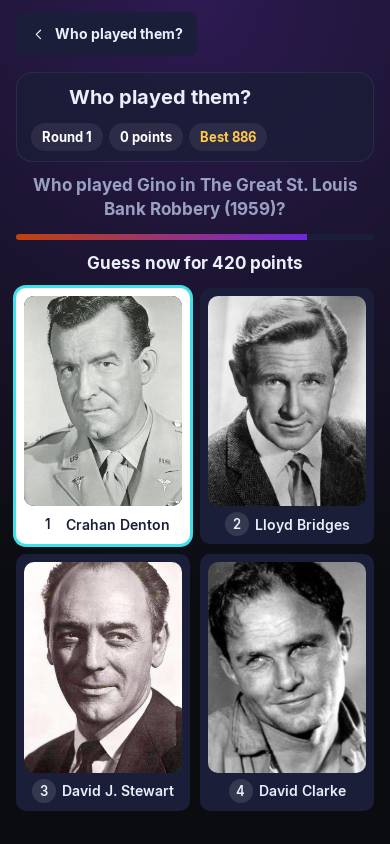 Who played them?
Who played them?
Round 1
0 points
Best 886
Who played Gino in The Great St. Louis
Bank Robbery (1959)?
Guess now for 420 points
1 Crahan Denton
2 Lloyd Bridges
3 David J. Stewart
4 David Clarke